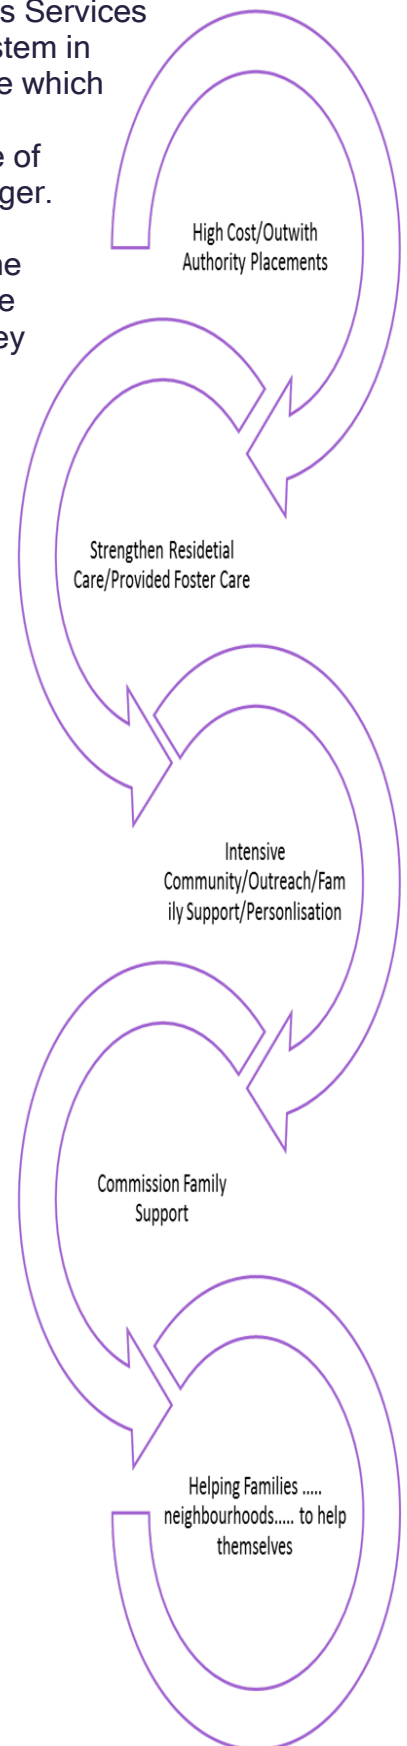 s Services
stem in
e which
e of
ger.
ne
e
ey
High Cost/Outwith
Authority Placements
Strengthen Residetial
Care/Provided Foster Care
Intensive
Community/Outreach/Fam
ily Support/Personlisation
Commission Family
Support
Helping Families .....
neighbourhoods..... to help
themselves